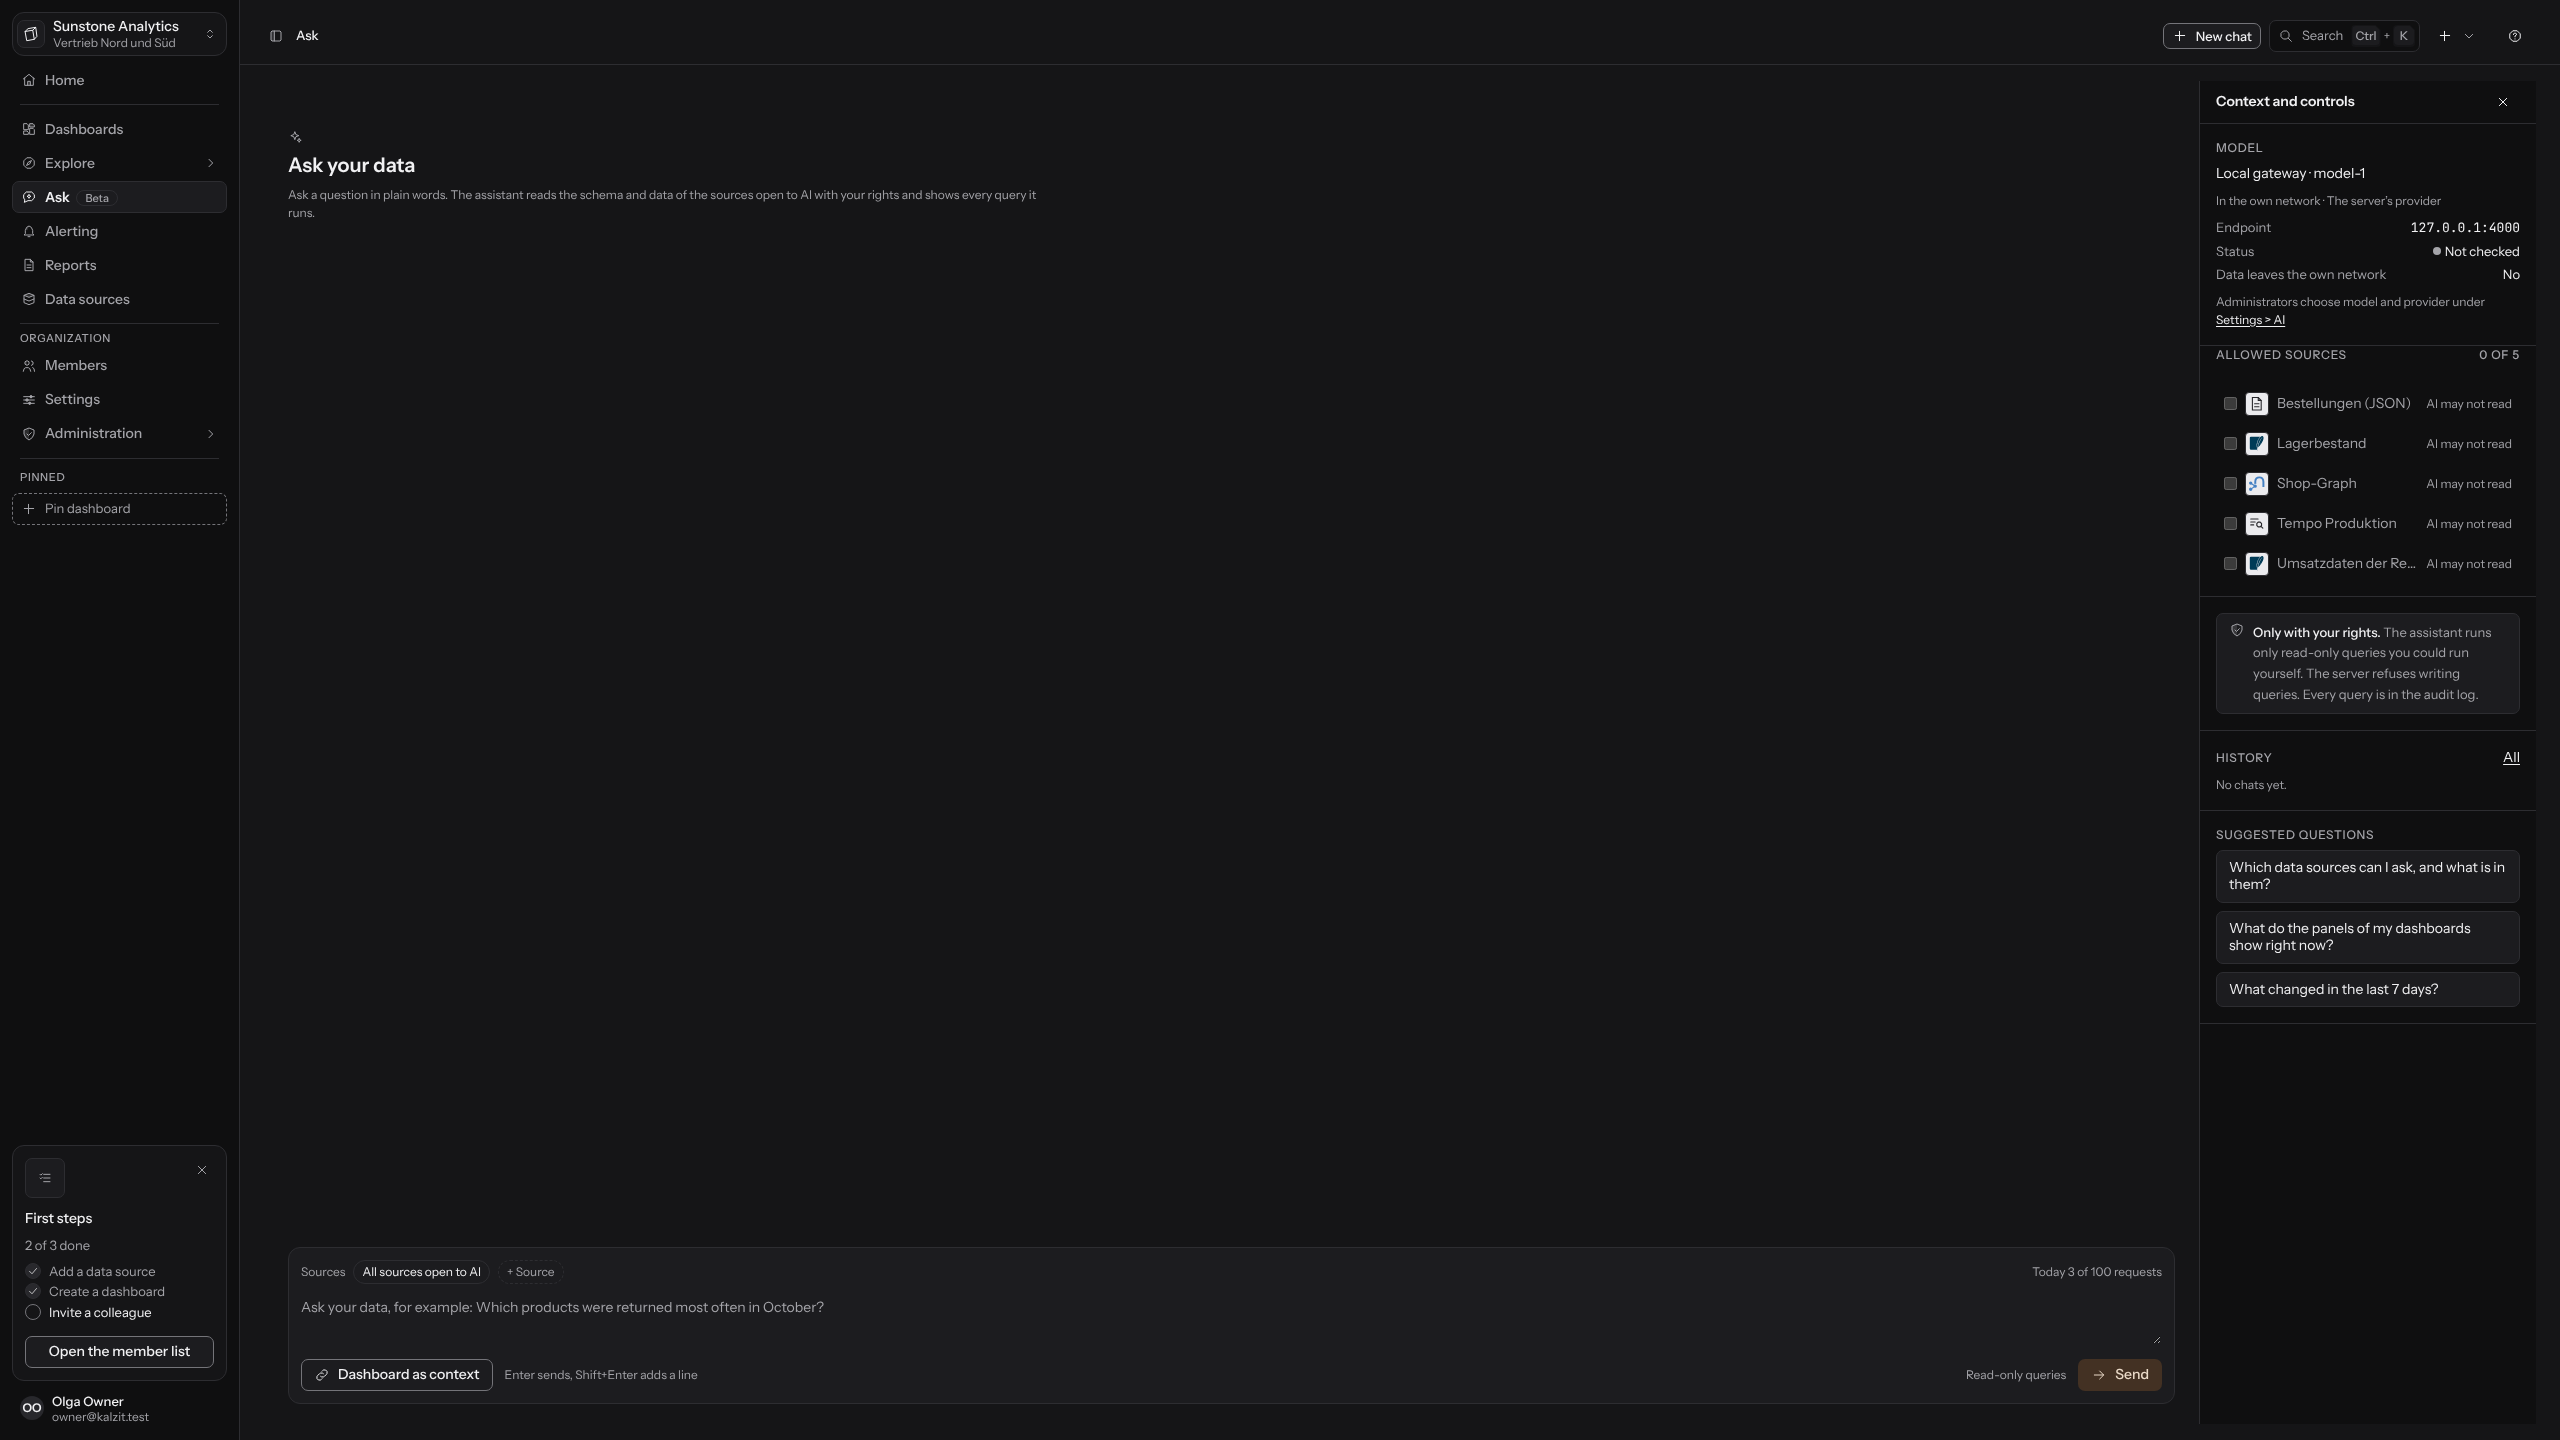 Sunstone Analytics
Vertrieb Nord und Süd
Home
Dashboards
Explore
Ask Beta
Alerting
Reports
Data sources
ORGANIZATION
Members
Settings
Administration
PINNED
Pin dashboard
First steps
2 of 3 done
Add a data source
Create a dashboard
Invite a colleague
Open the member list
OO Olga Owner
owner@kalzit.test
Ask
New chat
Search Ctrl + K
Ask your data
Ask a question in plain words. The assistant reads the schema and data of the sources open to AI with your rights and shows every query it
runs.
Sources All sources open to AI + Source
Today 3 of 100 requests
Ask your data, for example: Which products were returned most often in October?
Dashboard as context Enter sends, Shift+Enter adds a line
Read-only queries Send
Context and controls
MODEL
Local gateway · model-1
In the own network · The server's provider
Endpoint 127.0.0.1:4000
Status Not checked
Data leaves the own network No
Administrators choose model and provider under
Settings > AI
ALLOWED SOURCES 0 OF 5
Bestellungen (JSON) AI may not read
Lagerbestand AI may not read
Shop-Graph AI may not read
Tempo Produktion AI may not read
Umsatzdaten der Re... AI may not read
Only with your rights. The assistant runs
only read-only queries you could run
yourself. The server refuses writing
queries. Every query is in the audit log.
HISTORY All
No chats yet.
SUGGESTED QUESTIONS
Which data sources can I ask, and what is in
them?
What do the panels of my dashboards
show right now?
What changed in the last 7 days?